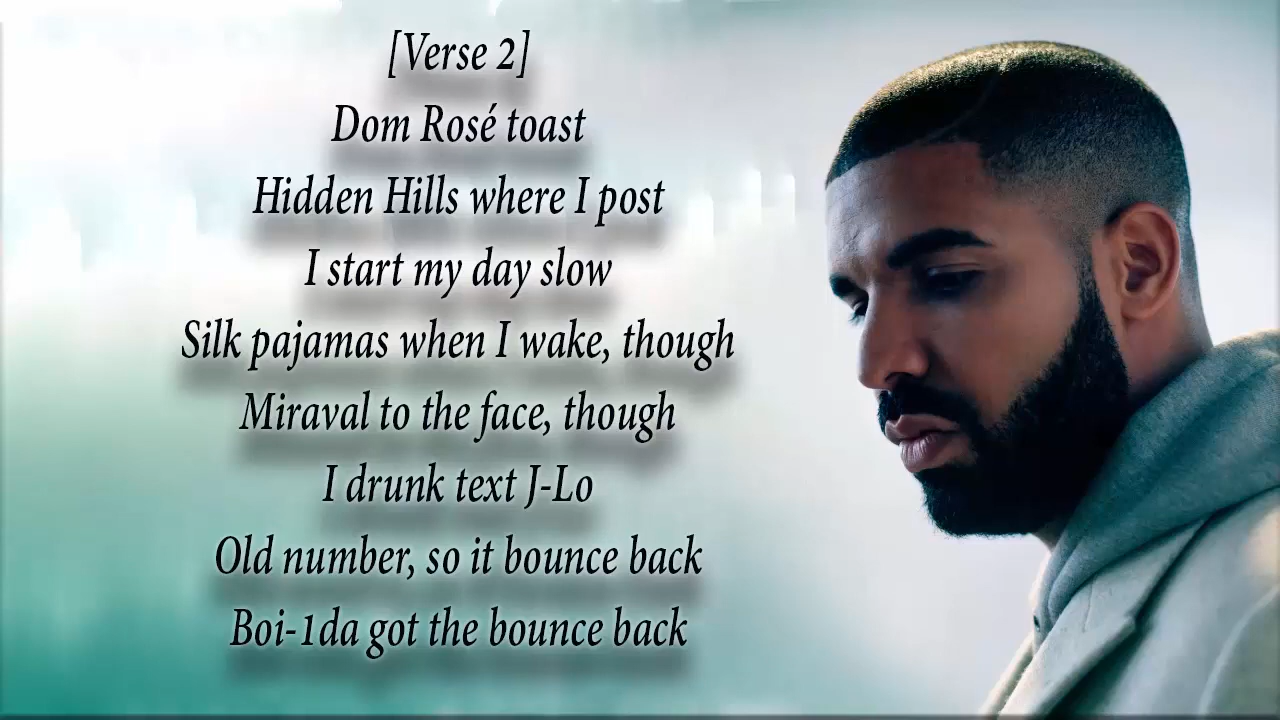 [Verse 2]
Dom Rosé toast
Hidden Hills where I post
I start my day slow
Silk pajamas when I wake, though
Miraval to the face, though
I drunk text J-Lo
Old number, so it bounce back
Boi-1da got the bounce back